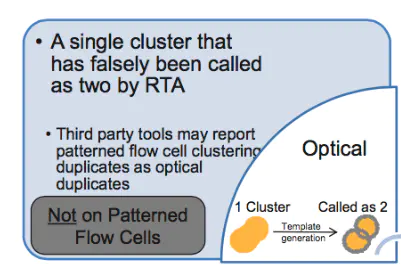 • A single cluster that
has falsely been called
as two by RTA
• Third party tools may report
patterned flow cell clustering
duplicates as optical
duplicates
Not on Patterned
Flow Cells
Optical
1 Cluster
Called as 2
Template
generation